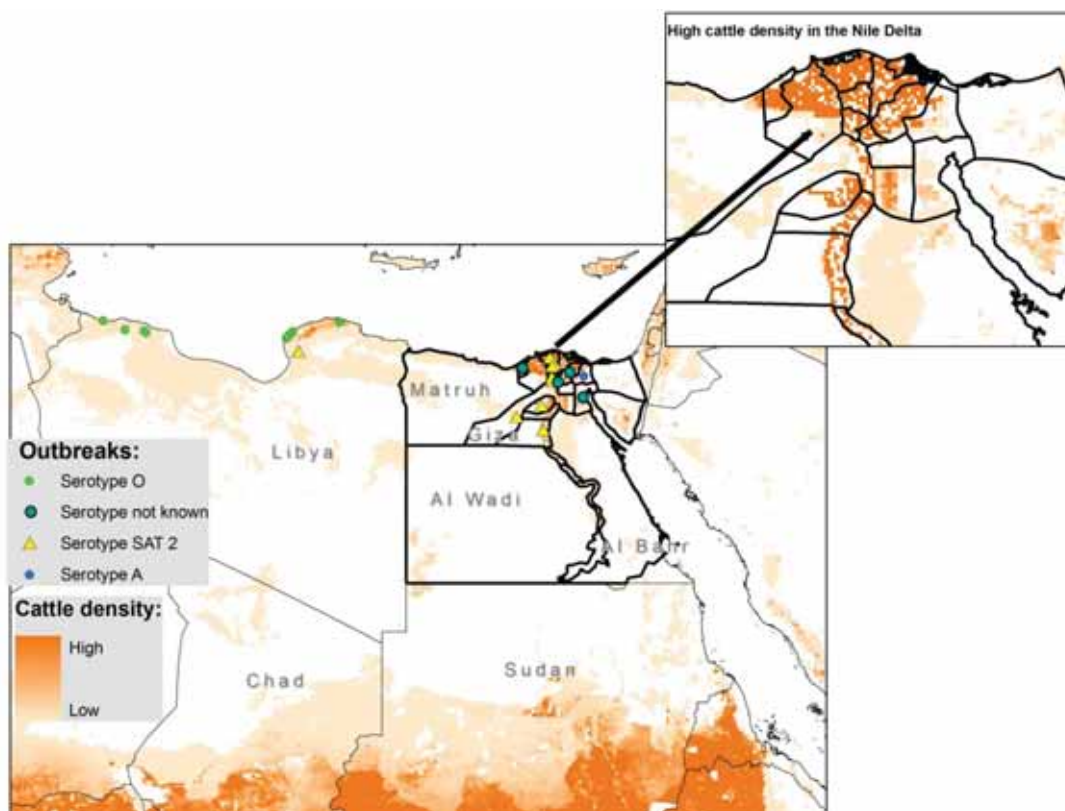 High cattle density in the Nile Delta
Matruh
Giza
Libya
Al Wadi
Al Bahr
Chad
Sudan
Outbreaks:
Serotype O
Serotype not known
Serotype SAT 2
Serotype A
Cattle density:
High
Low